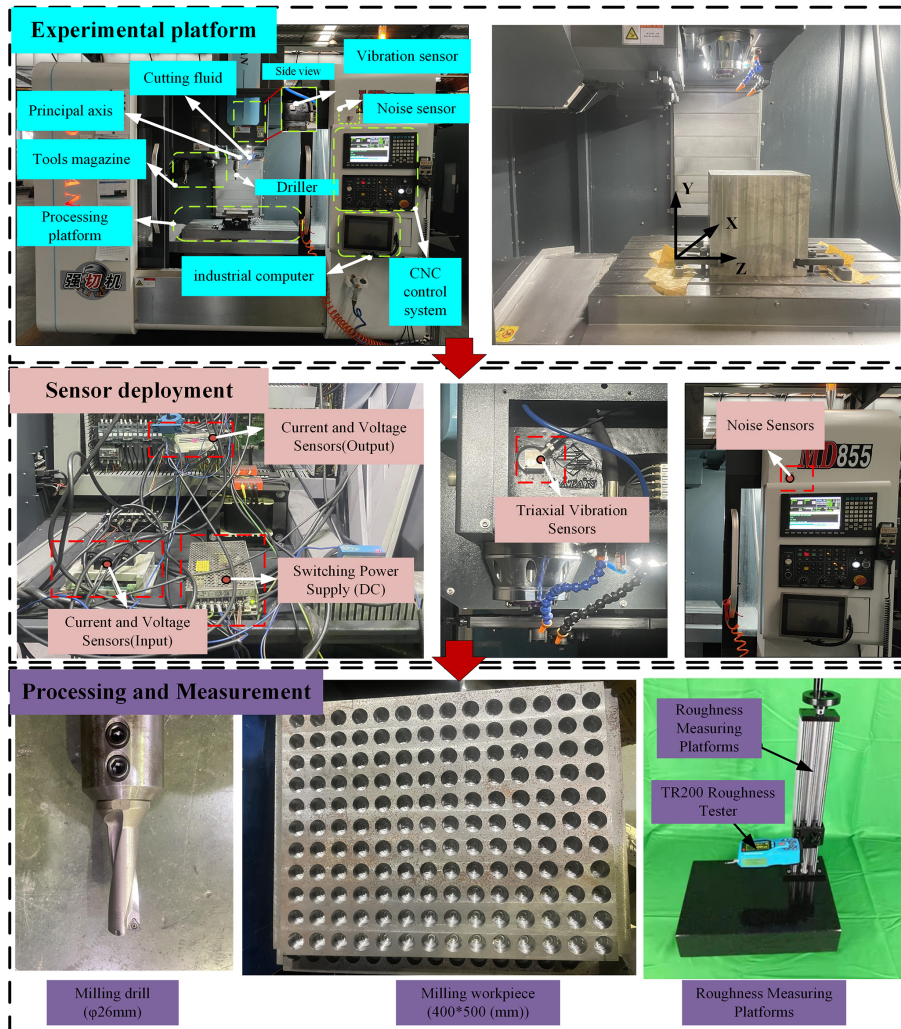 Experimental platform
Cutting fluid
Side view
Vibration sensor
Principal axis
Noise sensor
Tools magazine
Driller
Processing
platform
industrial computer
CNC
control
system
强切机
Y
X
Z
Sensor deployment
Current and Voltage
Sensors(Output)
Noise Sensors
MD855
Triaxial Vibration
Sensors
Switching Power
Supply (DC)
Current and Voltage
Sensors(Input)
Processing and Measurement
Roughness
Measuring
Platforms
TR200 Roughness
Tester
Milling drill
(φ26mm)
Milling workpiece
(400*500 (mm))
Roughness Measuring
Platforms